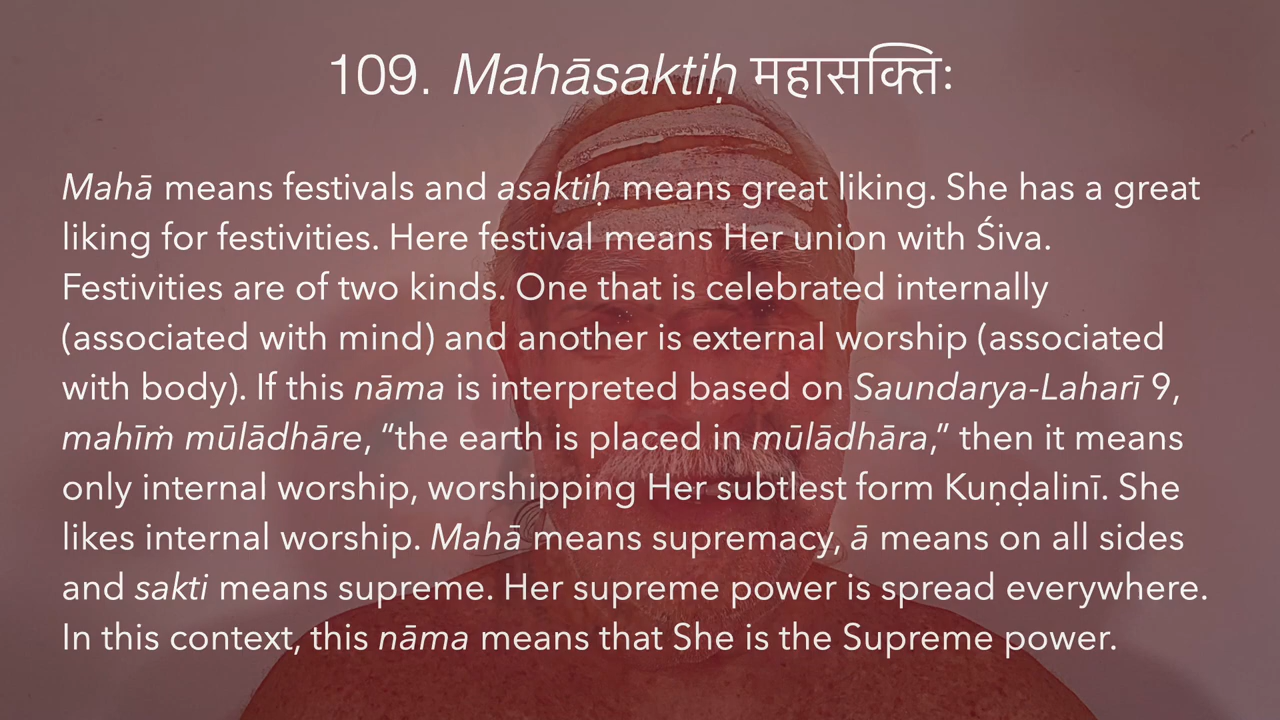 109. Mahāsaktiḥ महासक्तिः
Mahā means festivals and asaktiḥ means great liking. She has a great
liking for festivities. Here festival means Her union with Śiva.
Festivities are of two kinds. One that is celebrated internally
(associated with mind) and another is external worship (associated
with body). If this nāma is interpreted based on Saundarya-Laharī 9,
mahīṁ mūlādhāre, “the earth is placed in mūlādhāra,” then it means
only internal worship, worshipping Her subtlest form Kuṇḍalinī. She
likes internal worship. Mahā means supremacy, ā means on all sides
and sakti means supreme. Her supreme power is spread everywhere.
In this context, this nāma means that She is the Supreme power.